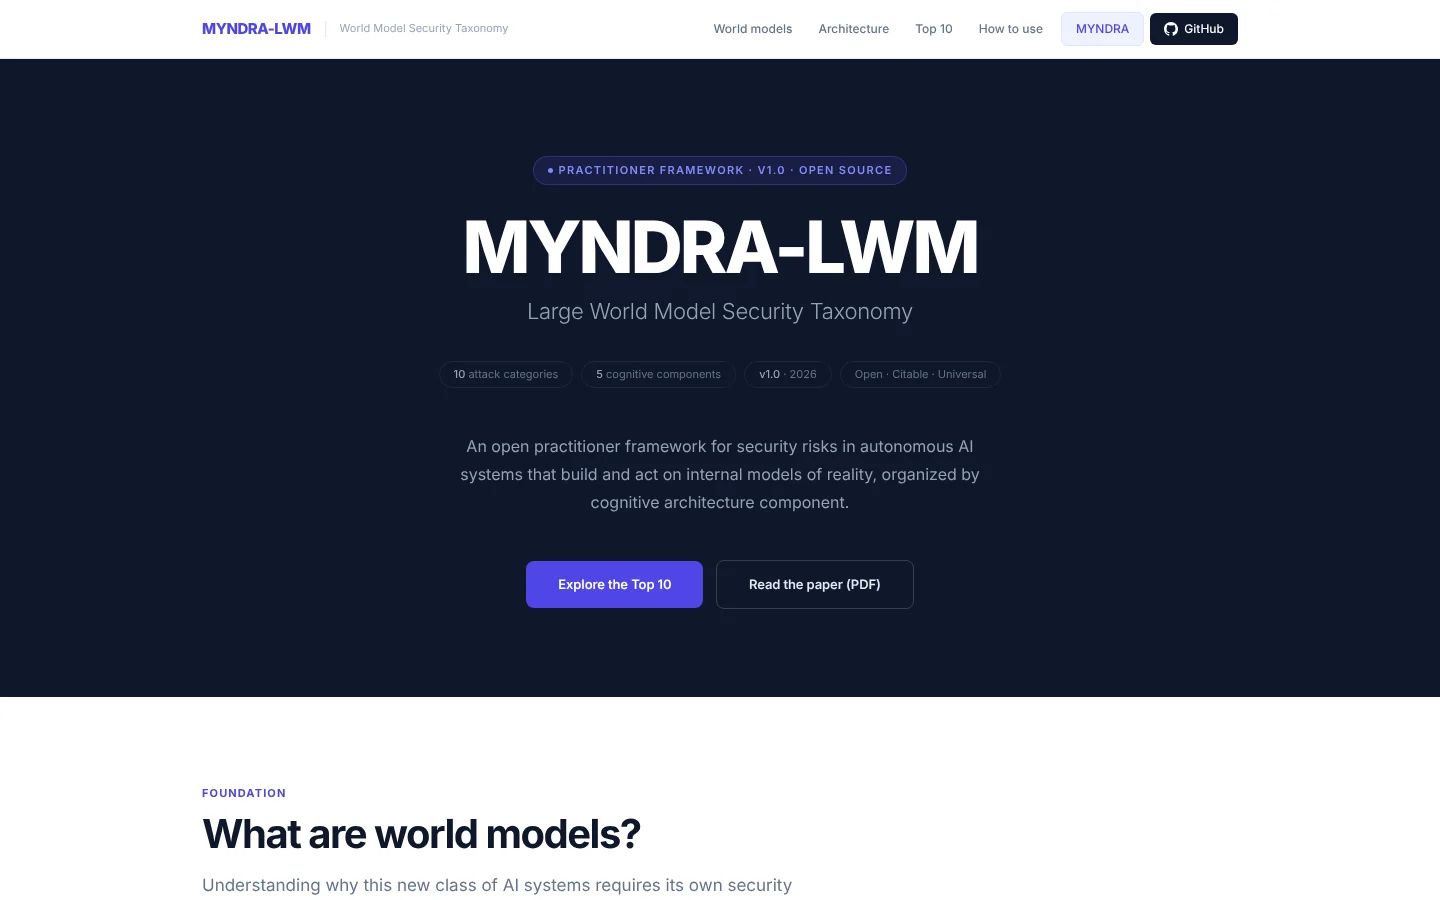 MYNDRA-LWM
World Model Security Taxonomy
World models
Architecture
Top 10
How to use
MYNDRA
GitHub
PRACTITIONER FRAMEWORK · V1.0 · OPEN SOURCE
MYNDRA-LWM
Large World Model Security Taxonomy
10 attack categories
5 cognitive components
v1.0 · 2026
Open · Citable · Universal
An open practitioner framework for security risks in autonomous AI
systems that build and act on internal models of reality, organized by
cognitive architecture component.
Explore the Top 10
Read the paper (PDF)
FOUNDATION
What are world models?
Understanding why this new class of AI systems requires its own security